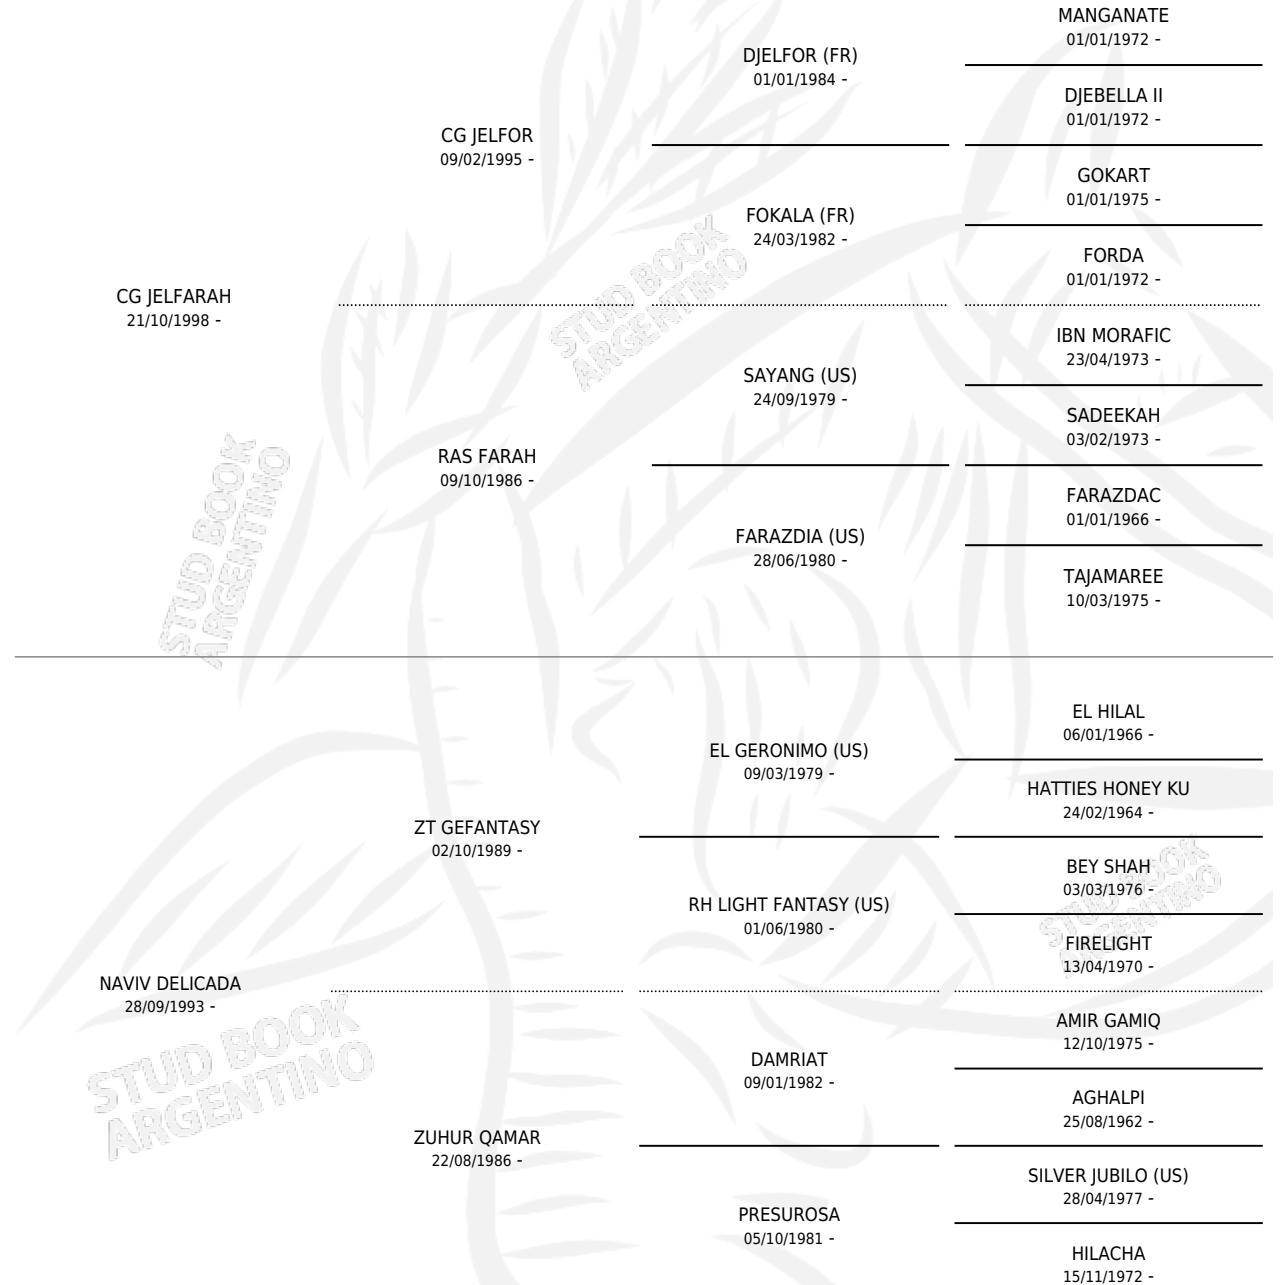 MANGANATE
01/01/1972 -
DJELFOR (FR)
01/01/1984 -
DJEBELLA II
01/01/1972 -
CG JELFOR
09/02/1995 -
GOKART
01/01/1975 -
FOKALA (FR)
24/03/1982 -
FORDA
01/01/1972 -
CG JELFARAH
21/10/1998 -
STUD BOOK
ARGENTINO
IBN MORAFIC
23/04/1973 -
SAYANG (US)
24/09/1979 -
SADEEKAH
03/02/1973 -
RAS FARAH
09/10/1986 -
STUD BOOK
ARGENTINO
FARAZDAC
01/01/1966 -
FARAZDIA (US)
28/06/1980 -
TAJAMAREE
10/03/1975 -
EL HILAL
06/01/1966 -
EL GERONIMO (US)
09/03/1979 -
HATTIES HONEY KU
24/02/1964 -
ZT GEFANTASY
02/10/1989 -
BEY SHAH
03/03/1976 -
STUD BOOK
ARGENTINO
RH LIGHT FANTASY (US)
01/06/1980 -
FIRELIGHT
13/04/1970 -
NAVIV DELICADA
28/09/1993 -
STUD BOOK
ARGENTINO
AMIR GAMIQ
12/10/1975 -
DAMRIAT
09/01/1982 -
AGHALPI
25/08/1962 -
ZUHUR QAMAR
22/08/1986 -
SILVER JUBILO (US)
28/04/1977 -
PRESUROSA
05/10/1981 -
HILACHA
15/11/1972 -